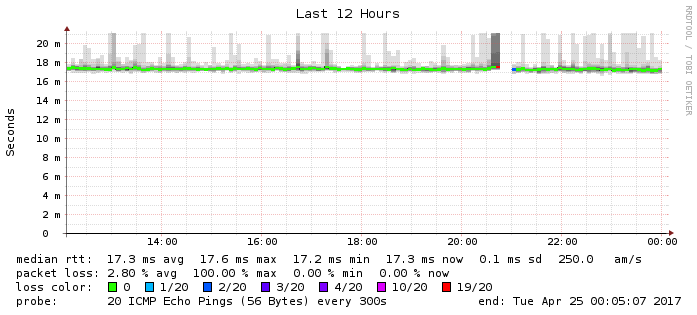 Last 12 Hours
RRDTOOL / TOBI OETIKER
Seconds
20 m
18 m
16 m
14 m
12 m
10 m
8 m
6 m
4 m
2 m
0
14:00 16:00 18:00 20:00 22:00 00:00
median rtt: 17.3 ms avg 17.6 ms max 17.2 ms min 17.3 ms now 0.1 ms sd 250.0 am/s
packet loss: 2.80 % avg 100.00 % max 0.00 % min 0.00 % now
loss color: 0 1/20 2/20 3/20 4/20 10/20 19/20
probe: 20 ICMP Echo Pings (56 Bytes) every 300s end: Tue Apr 25 00:05:07 2017